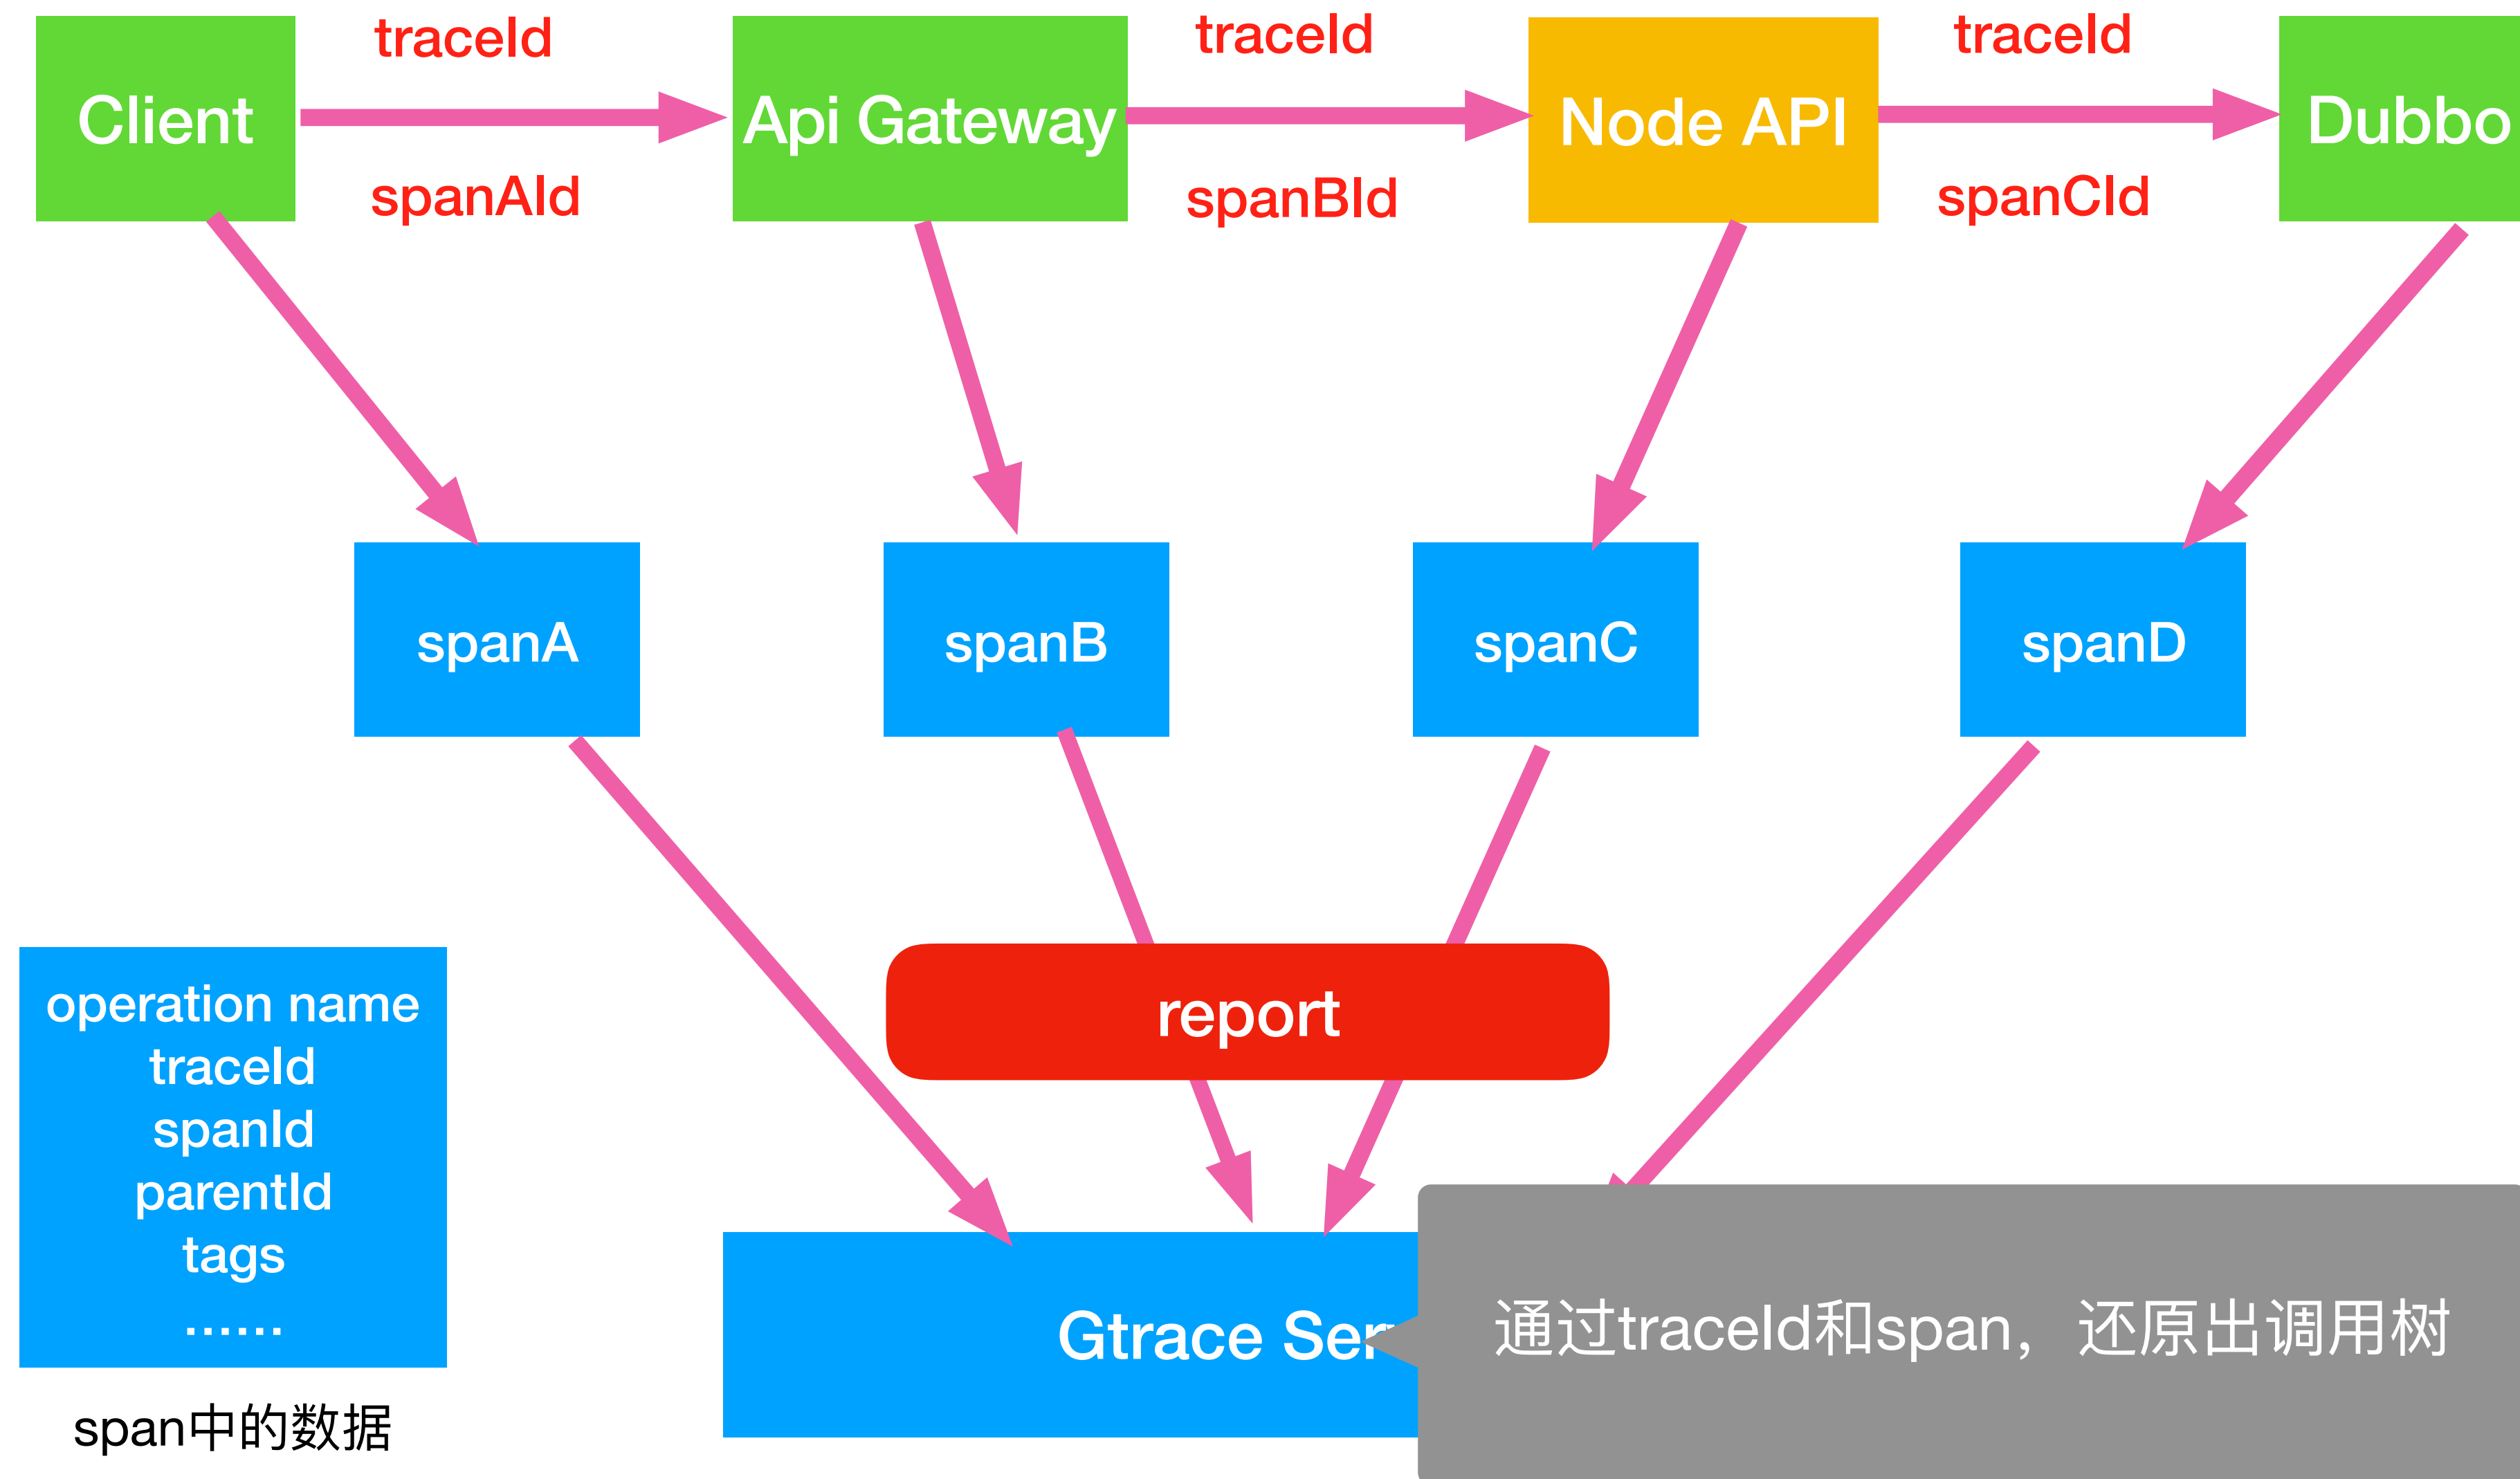 traceId
traceId
traceId
Client
Api Gateway
Node API
Dubbo
spanAId
spanBId
spanCId
spanA
spanB
spanC
spanD
report
operation name
traceId
spanId
parentId
tags
......
Gtrace
通过traceId和span，还原出调用树
span中的数据